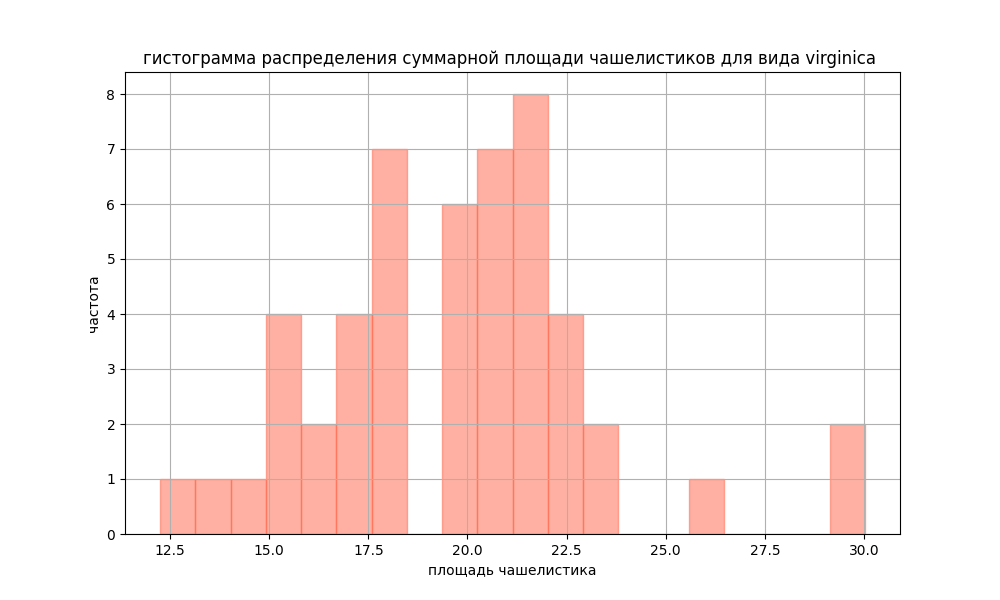 гистограмма распределения суммарной площади чашелистиков для вида virginica
8
7
6
5
4
3
2
1
0
частота
12.5 15.0 17.5 20.0 22.5 25.0 27.5 30.0
площадь чашелистика